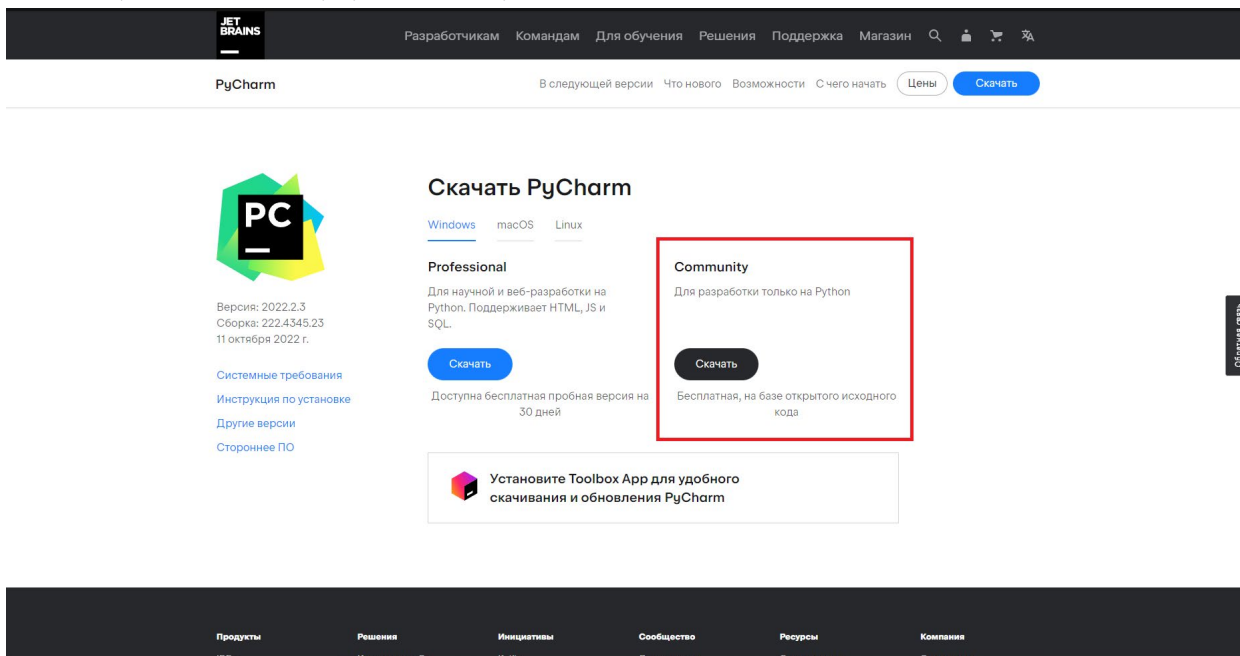 JET
BRAINS
Разработчикам Командам Для обучения Решения Поддержка Магазин
PyCharm
В следующей версии Что нового Возможности С чего начать Цены Скачать
PC
Скачать PyCharm
Windows macOS Linux
Professional
Для научной и веб-разработки на
Python. Поддерживает HTML, JS и
SQL.
Скачать
Доступна бесплатная пробная версия на
30 дней
Community
Для разработки только на Python
Скачать
Бесплатная, на базе открытого исходного
кода
Версия: 2022.2.3
Сборка: 222.4345.23
11 октября 2022 г.
Системные требования
Инструкция по установке
Другие версии
Стороннее ПО
Установите Toolbox App для удобного
скачивания и обновления PyCharm
Обратная связь
Продукты Решения Инициативы Сообщество Ресурсы Компания